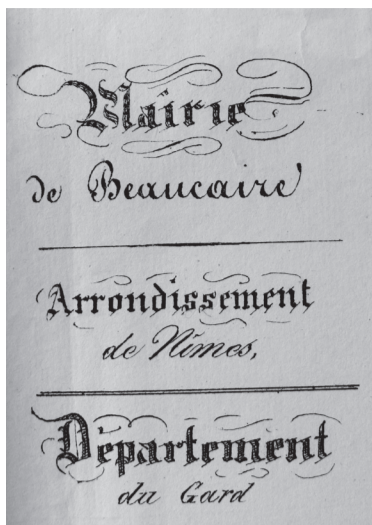 Mairie
de Beaucaire
Arrondissement
de Nîmes,
Département
du Gard